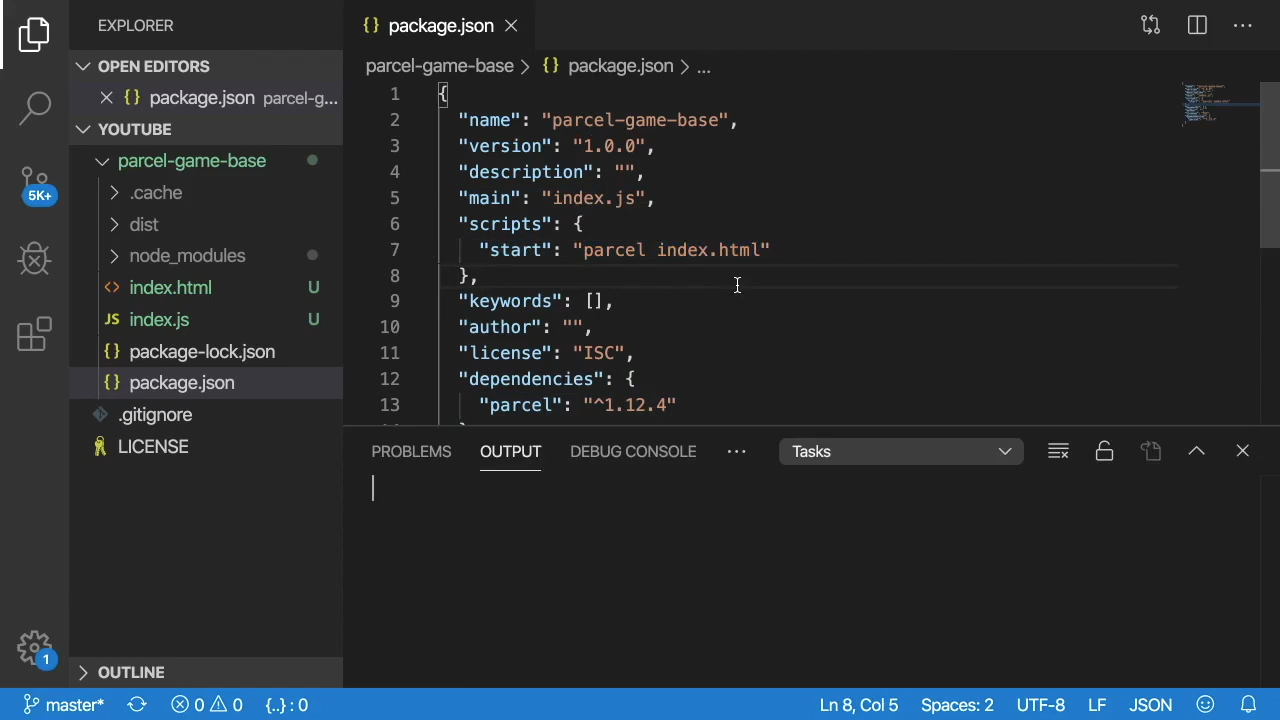 EXPLORER
OPEN EDITORS
{} package.json parcel-g...
YOUTUBE
parcel-game-base
.cache
dist
node_modules
<> index.html U
JS index.js U
{} package-lock.json
{} package.json
.gitignore
LICENSE
OUTLINE
5K+
1
{} package.json
parcel-game-base > {} package.json > ...
1 {
2 "name": "parcel-game-base",
3 "version": "1.0.0",
4 "description": "",
5 "main": "index.js",
6 "scripts": {
7 "start": "parcel index.html"
8 },
9 "keywords": [],
10 "author": "",
11 "license": "ISC",
12 "dependencies": {
13 "parcel": "^1.12.4"
PROBLEMS OUTPUT DEBUG CONSOLE ... Tasks
master* 0 0 {..} : 0 Ln 8, Col 5 Spaces: 2 UTF-8 LF JSON